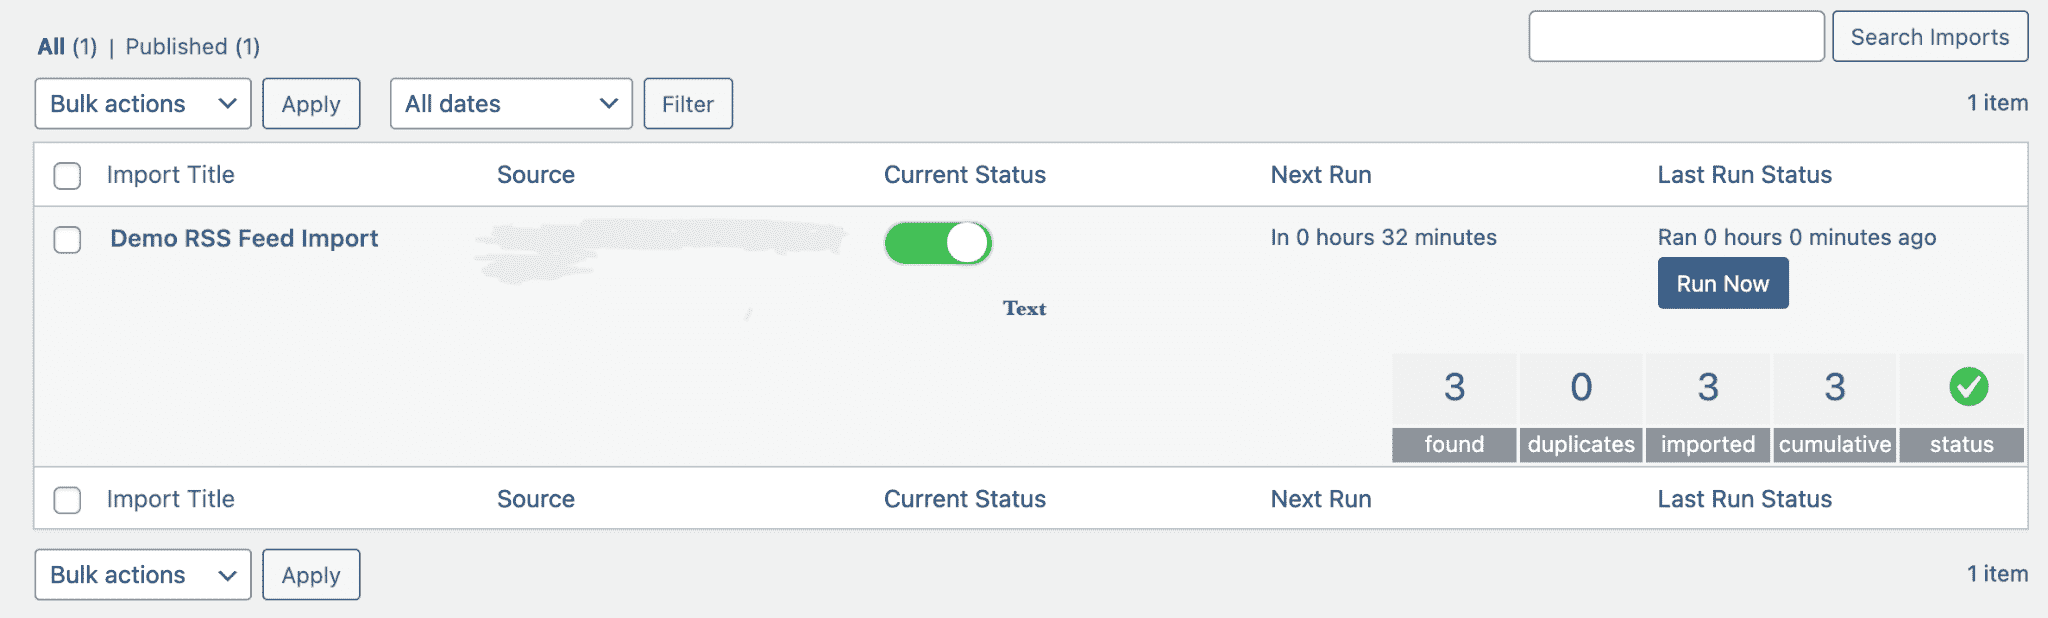 All (1) | Published (1)
Search Imports
Bulk actions Apply All dates Filter
1 item
Import Title Source Current Status Next Run Last Run Status
Demo RSS Feed Import In 0 hours 32 minutes Ran 0 hours 0 minutes ago
Run Now
Text
3 0 3 3
found duplicates imported cumulative status
Import Title Source Current Status Next Run Last Run Status
Bulk actions Apply
1 item